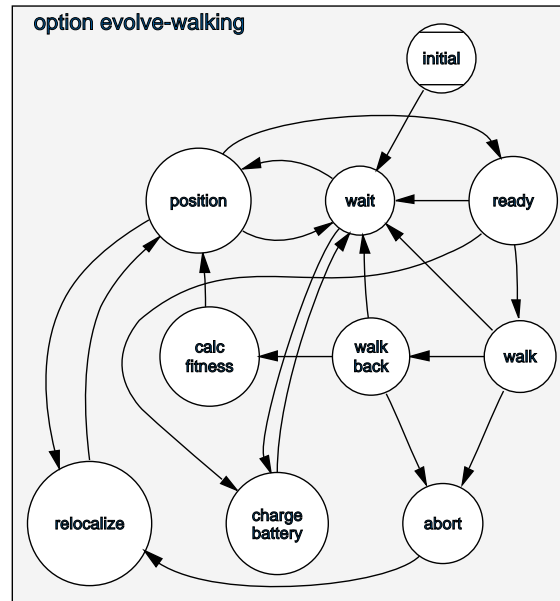 option evolve-walking
initial
position
wait
ready
calc
fitness
walk
back
walk
relocalize
charge
battery
abort